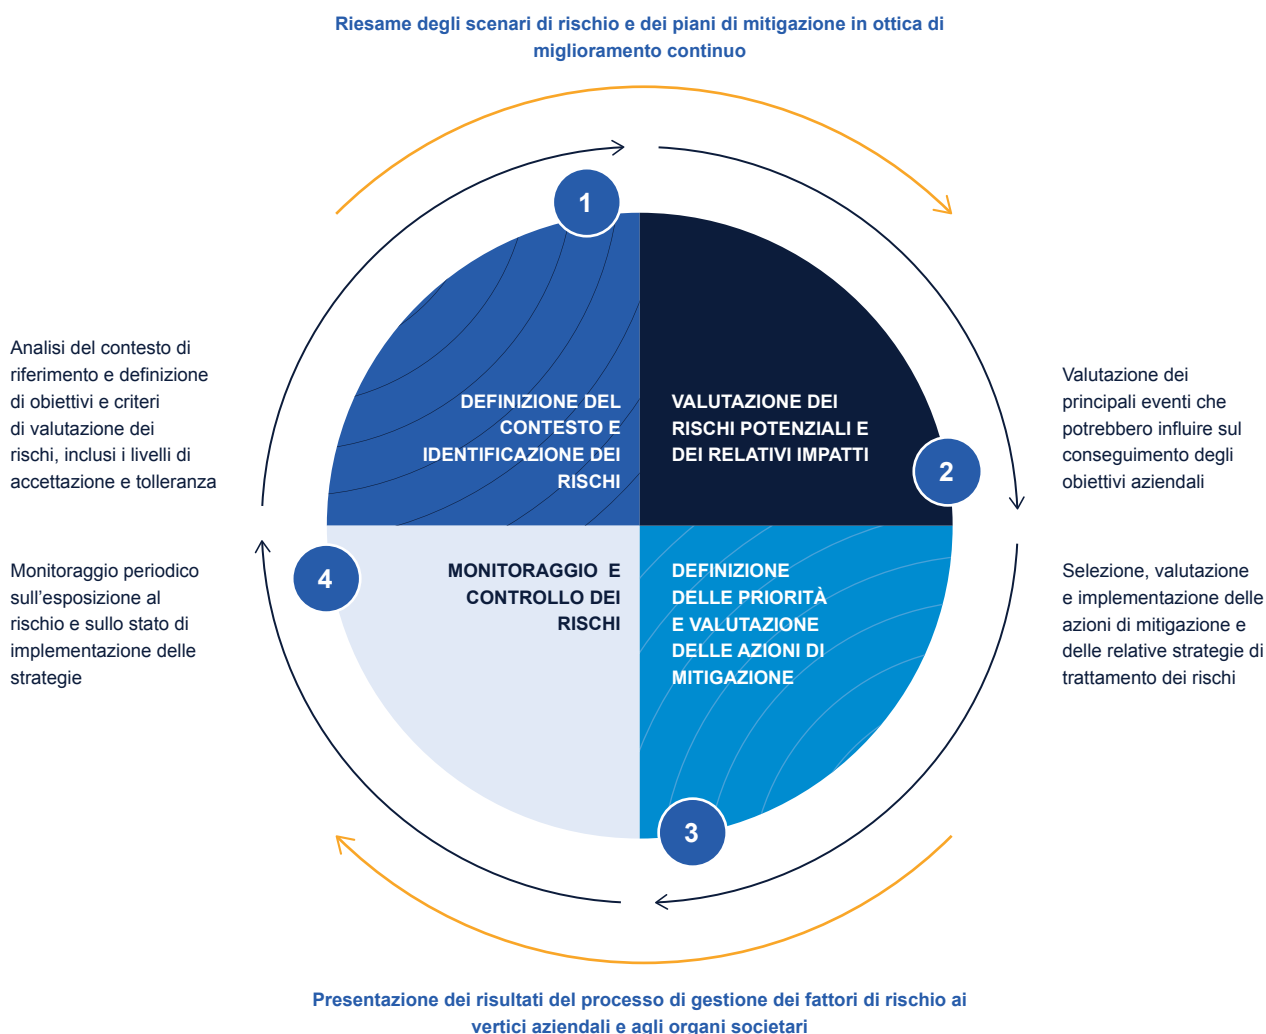 Riesame degli scenari di rischio e dei piani di mitigazione in ottica di
miglioramento continuo
1
Analisi del contesto di
riferimento e definizione
di obiettivi e criteri
di valutazione dei
rischi, inclusi i livelli di
accettazione e tolleranza
DEFINIZIONE DEL
CONTESTO E
IDENTIFICAZIONE DEI
RISCHI
VALUTAZIONE DEI
RISCHI POTENZIALI E
DEI RELATIVI IMPATTI
2
Valutazione dei
principali eventi che
potrebbero influire sul
conseguimento degli
obiettivi aziendali
Monitoraggio periodico
sull’esposizione al
rischio e sullo stato di
implementazione delle
strategie
4
MONITORAGGIO E
CONTROLLO DEI
RISCHI
DEFINIZIONE
DELLE PRIORITÀ
E VALUTAZIONE
DELLE AZIONI DI
MITIGAZIONE
Selezione, valutazione
e implementazione delle
azioni di mitigazione e
delle relative strategie di
trattamento dei rischi
3
Presentazione dei risultati del processo di gestione dei fattori di rischio ai
vertici aziendali e agli organi societari